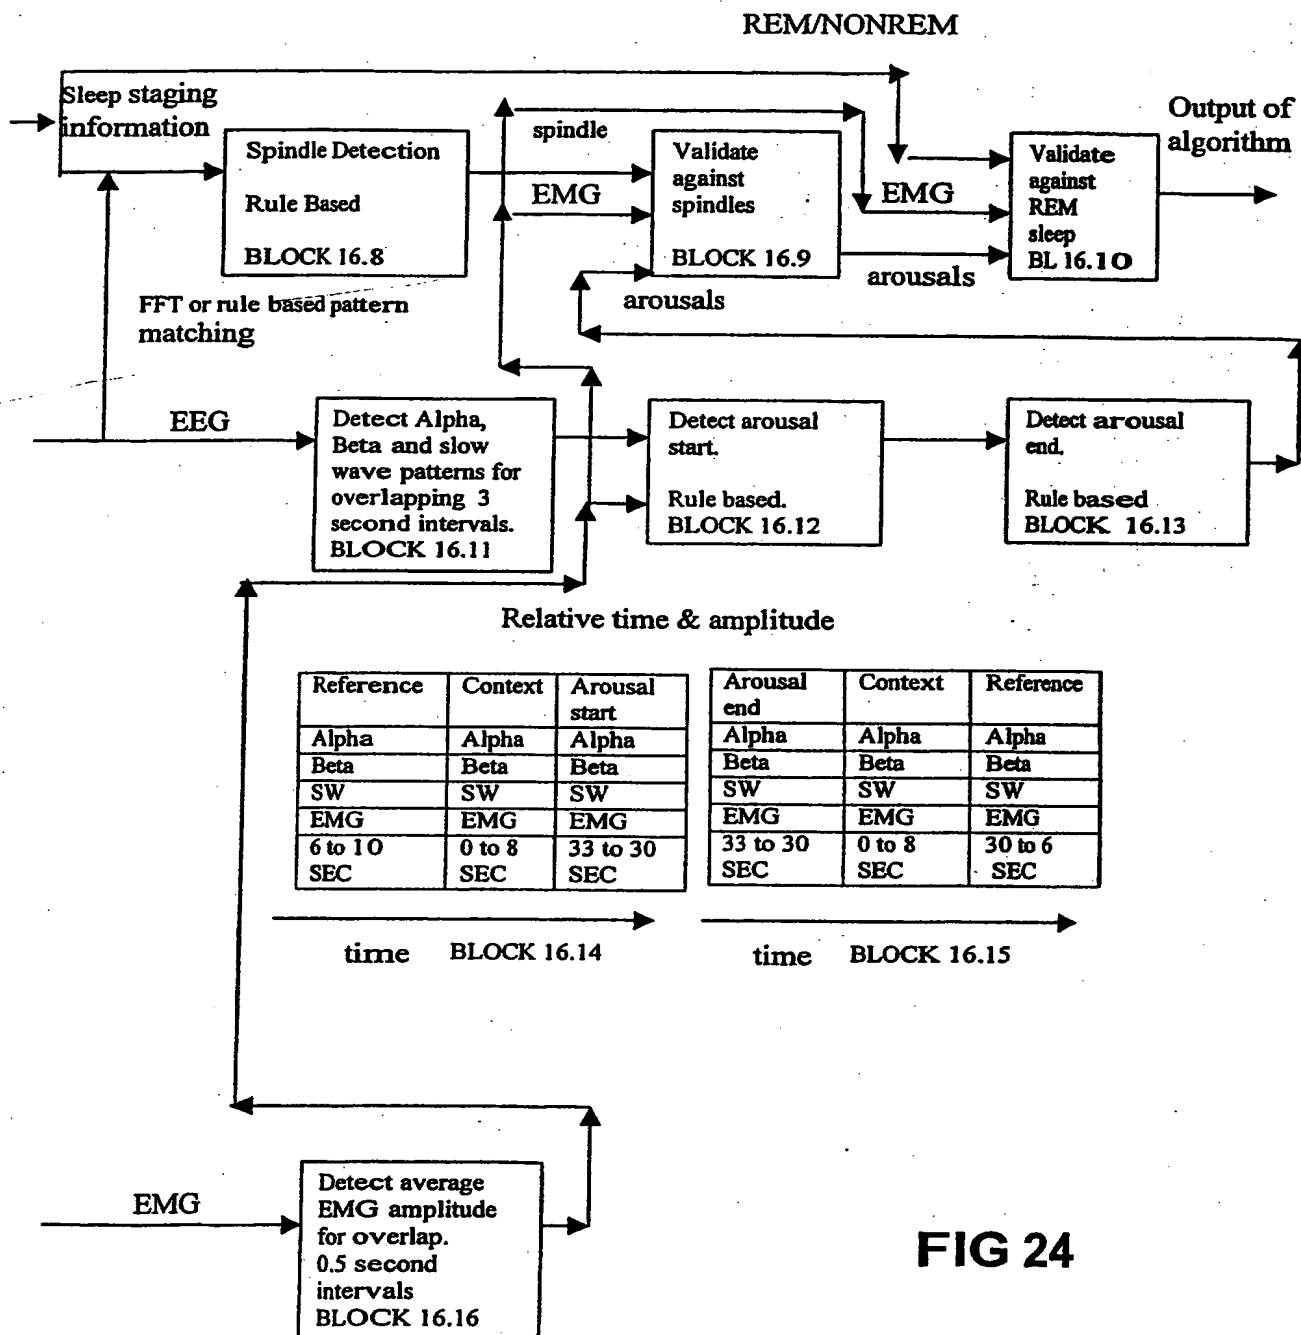 REM/NONREM
Sleep staging
information
Output of
algorithm
Spindle Detection
Rule Based
BLOCK 16.8
spindle
EMG
Validate
against
spindles
BLOCK 16.9
EMG
Validate
against
REM
sleep
BL 16.10
arousals
arousals
FFT or rule based pattern
matching
EEG
Detect Alpha,
Beta and slow
wave patterns for
overlapping 3
second intervals.
BLOCK 16.11
Detect arousal
start.
Rule based.
BLOCK 16.12
Detect arousal
end.
Rule based
BLOCK 16.13
Relative time & amplitude
Reference Context Arousal
start
Alpha Alpha Alpha
Beta Beta Beta
SW SW SW
EMG EMG EMG
6 to 10 0 to 8 33 to 30
SEC SEC SEC
time BLOCK 16.14
Arousal Context Reference
end
Alpha Alpha Alpha
Beta Beta Beta
SW SW SW
EMG EMG EMG
33 to 30 0 to 8 30 to 6
SEC SEC SEC
time BLOCK 16.15
EMG
Detect average
EMG amplitude
for overlap.
0.5 second
intervals
BLOCK 16.16
FIG 24